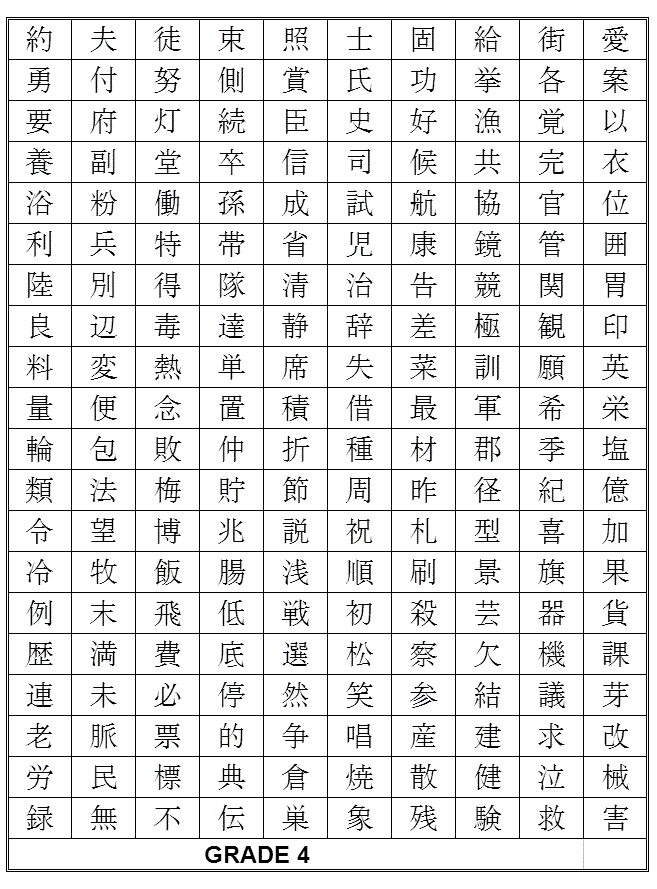 約 夫 徒 束 照 士 固 給 街 愛
勇 付 努 側 賞 氏 功 挙 各 案
要 府 灯 続 臣 史 好 漁 覚 以
養 副 堂 卒 信 司 候 共 完 衣
浴 粉 働 孫 成 試 航 協 官 位
利 兵 特 帯 省 児 康 鏡 管 囲
陸 別 得 隊 清 治 告 競 関 胃
良 辺 毒 達 静 辞 差 極 観 印
料 変 熱 単 席 失 菜 訓 願 英
量 便 念 置 積 借 最 軍 希 栄
輪 包 敗 仲 折 種 材 郡 季 塩
類 法 梅 貯 節 周 昨 径 紀 億
令 望 博 兆 説 祝 札 型 喜 加
冷 牧 飯 腸 浅 順 刷 景 旗 果
例 末 飛 低 戦 初 殺 芸 器 貨
歴 満 費 底 選 松 察 欠 機 課
連 未 必 停 然 笑 参 結 議 芽
老 脈 票 的 争 唱 産 建 求 改
労 民 標 典 倉 焼 散 健 泣 械
録 無 不 伝 巣 象 残 験 救 害
GRADE 4